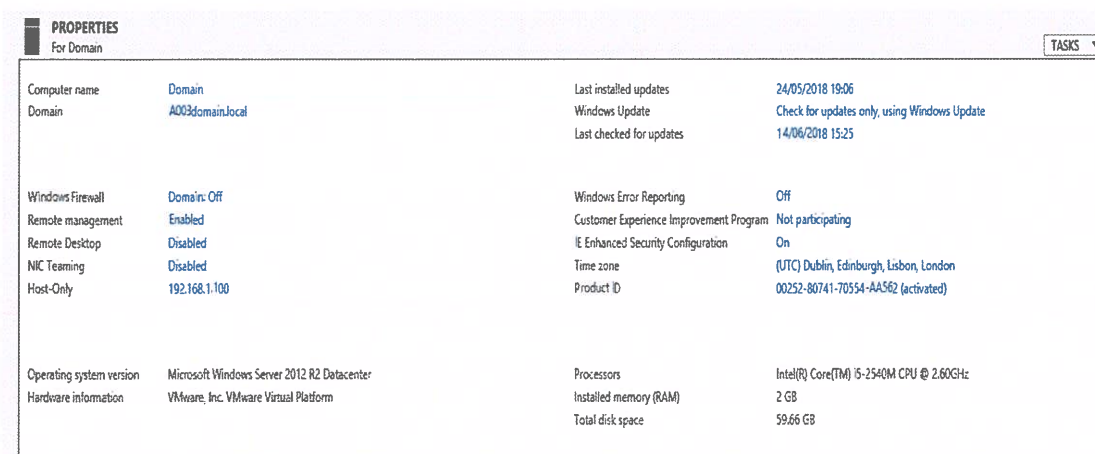 PROPERTIES
For Domain
TASKS
Computer name Domain
Domain A003domain.local
Last installed updates 24/05/2018 19:06
Windows Update Check for updates only, using Windows Update
Last checked for updates 14/06/2018 15:25
Windows Firewall Domain: Off
Remote management Enabled
Remote Desktop Disabled
NIC Teaming Disabled
Host-Only 192.168.1.100
Windows Error Reporting Off
Customer Experience Improvement Program Not participating
IE Enhanced Security Configuration On
Time zone (UTC) Dublin, Edinburgh, Lisbon, London
Product ID 00252-80741-70554-AA562 (activated)
Operating system version Microsoft Windows Server 2012 R2 Datacenter
Hardware information VMware, Inc. VMware Virtual Platform
Processors Intel(R) Core(TM) i5-2540M CPU @ 2.60GHz
Installed memory (RAM) 2 GB
Total disk space 59.66 GB